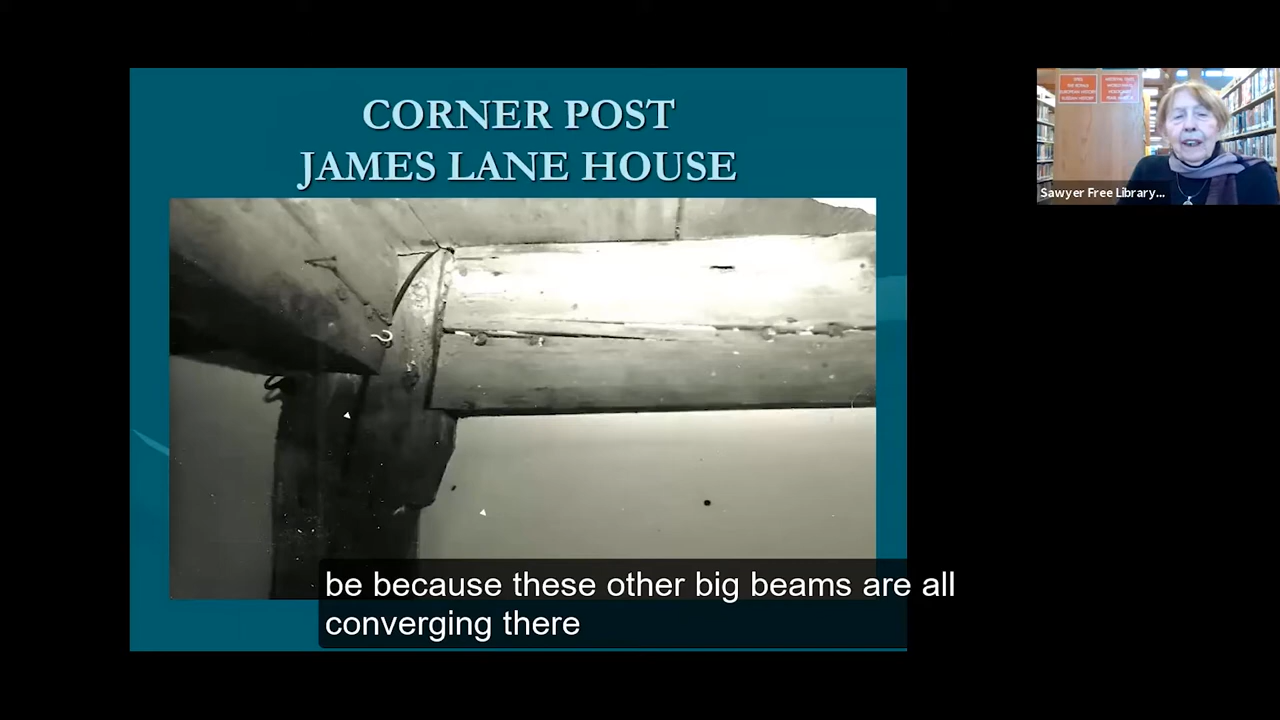 CORNER POST
JAMES LANE HOUSE
Sawyer Free Library...
be because these other big beams are all
converging there